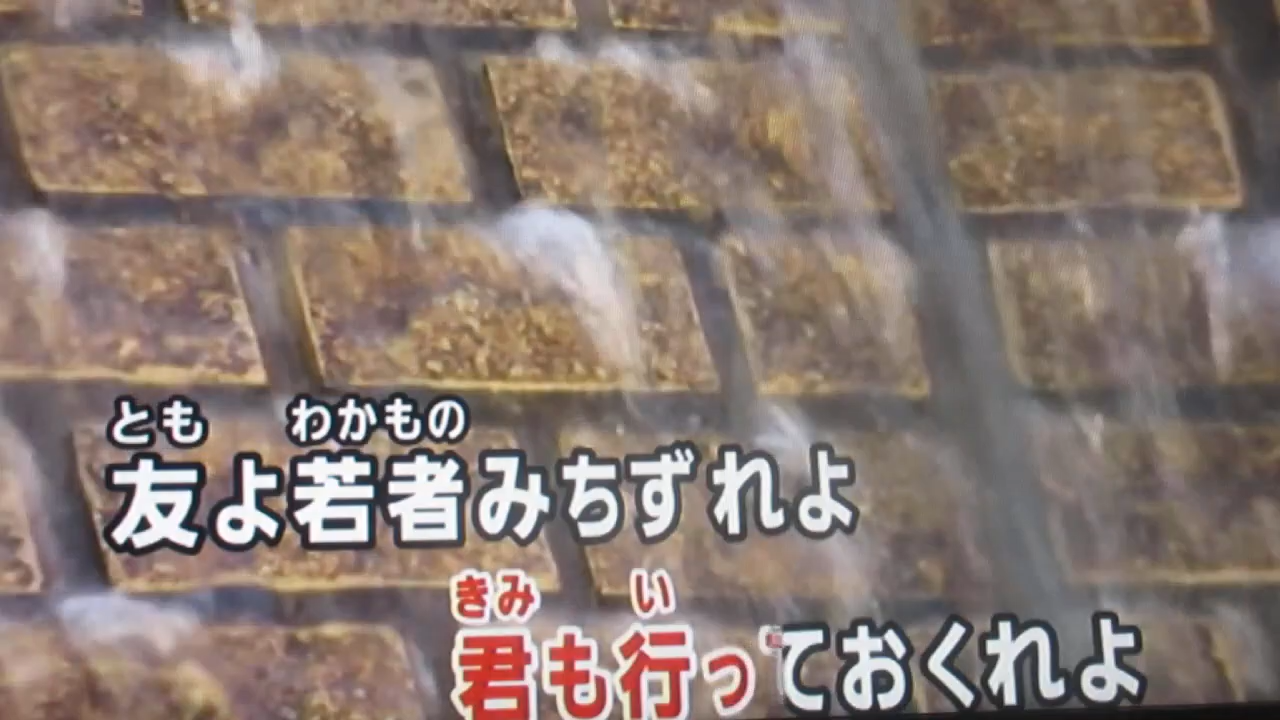 とも わかもの
友よ若者みちずれよ
きみ い
君も行っておくれよ